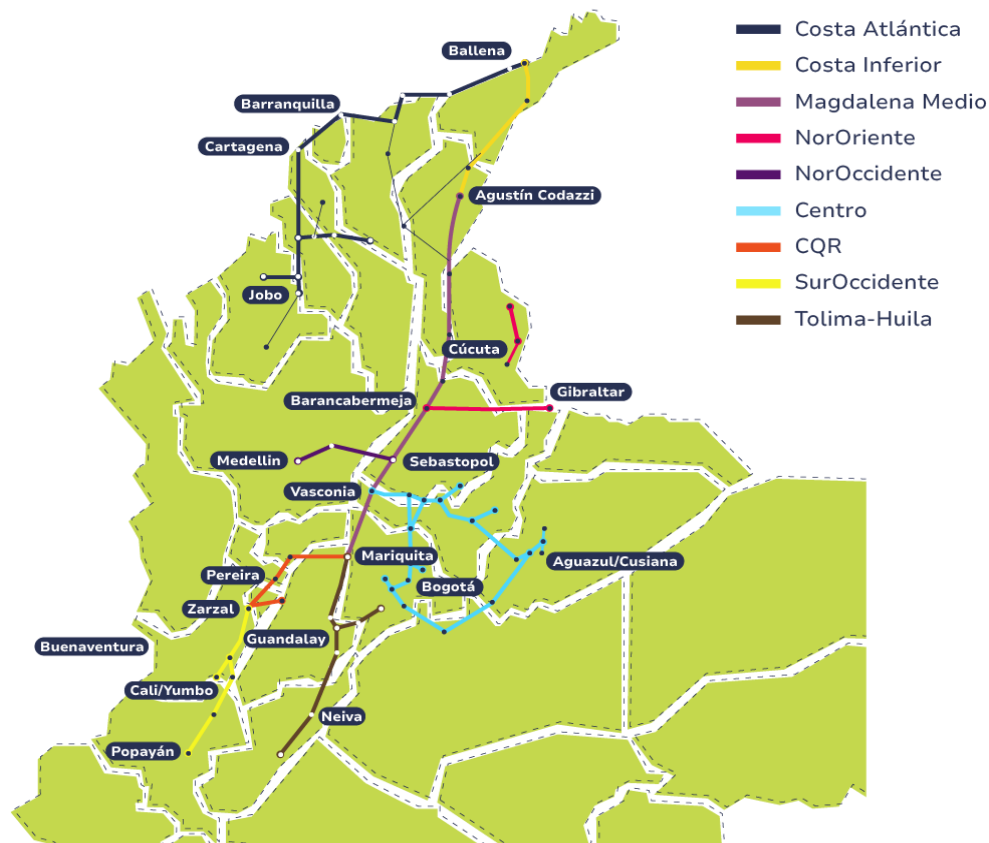 Costa Atlántica
Costa Inferior
Magdalena Medio
NorOriente
NorOccidente
Centro
CQR
SurOccidente
Tolima-Huila
Ballena
Barranquilla
Cartagena
Agustín Codazzi
Jobo
Cúcuta
Gibraltar
Barancabermeja
Medellin
Sebastopol
Vasconia
Mariquita
Aguazul/Cusiana
Pereira
Bogotá
Zarzal
Guandalay
Buenaventura
Cali/Yumbo
Neiva
Popayán